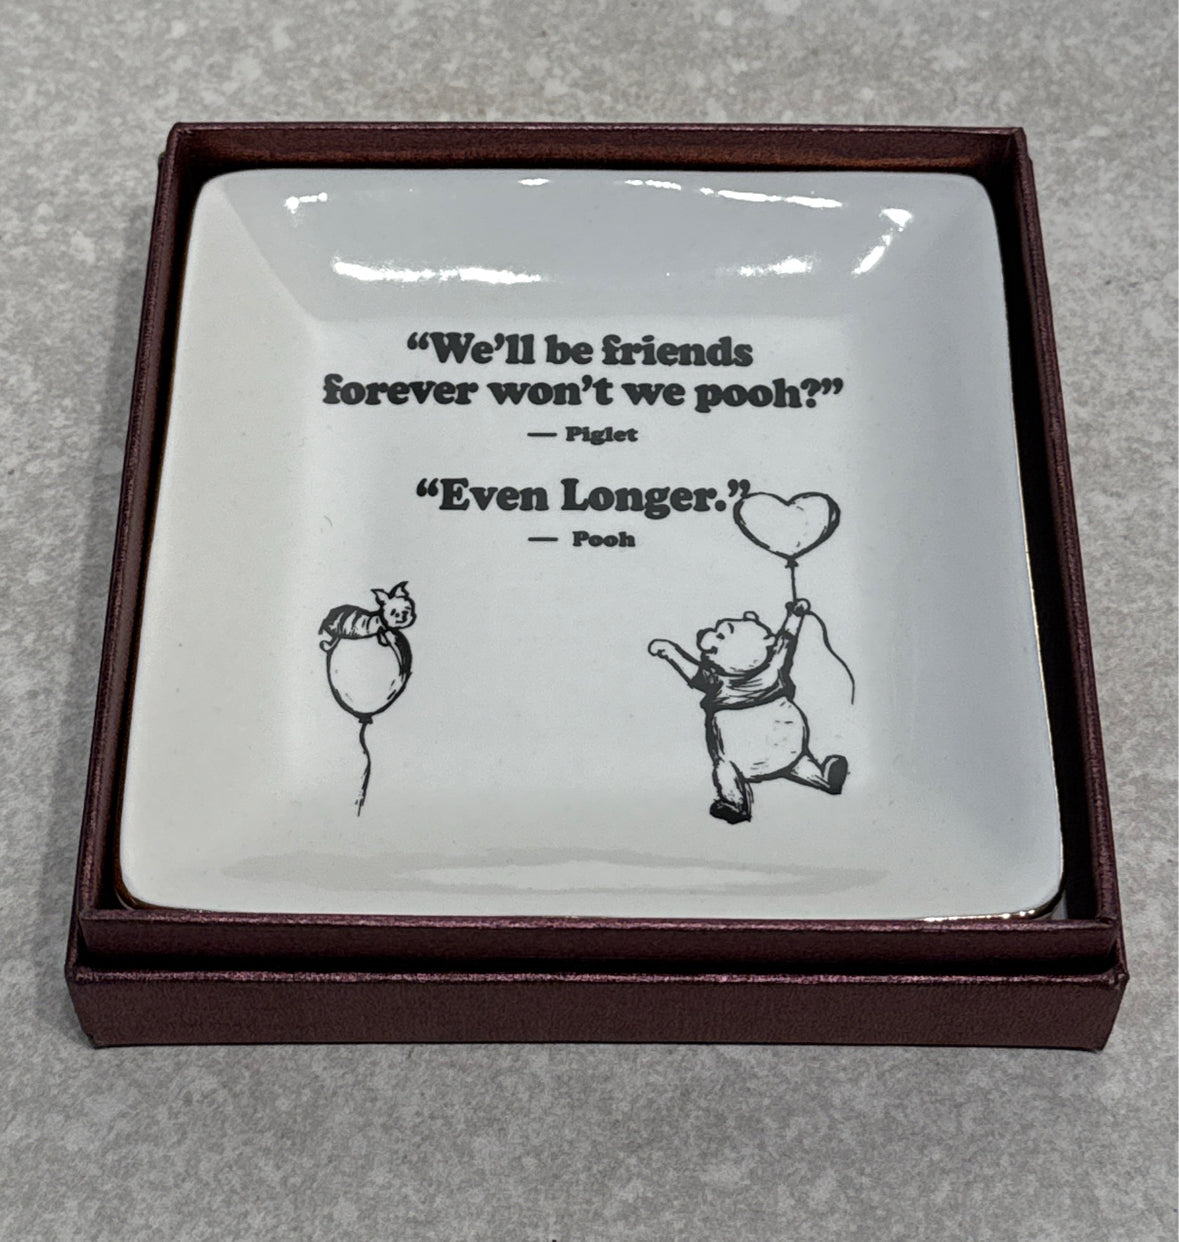 “We’ll be friends
forever won’t we pooh?”
— Piglet
“Even Longer.”
— Pooh